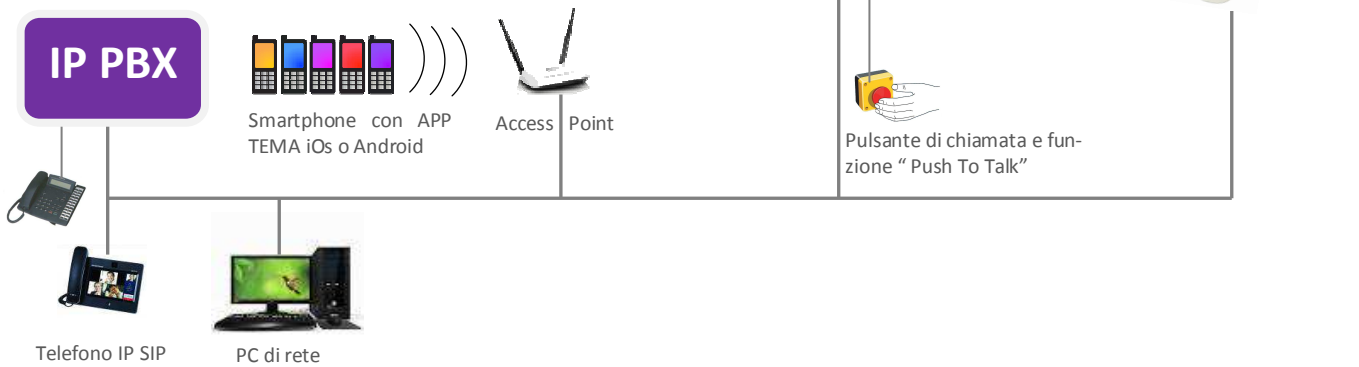 IP PBX
Smartphone con APP
TEMA iOs o Android
Access Point
Pulsante di chiamata e fun-
zione “ Push To Talk”
Telefono IP SIP
PC di rete